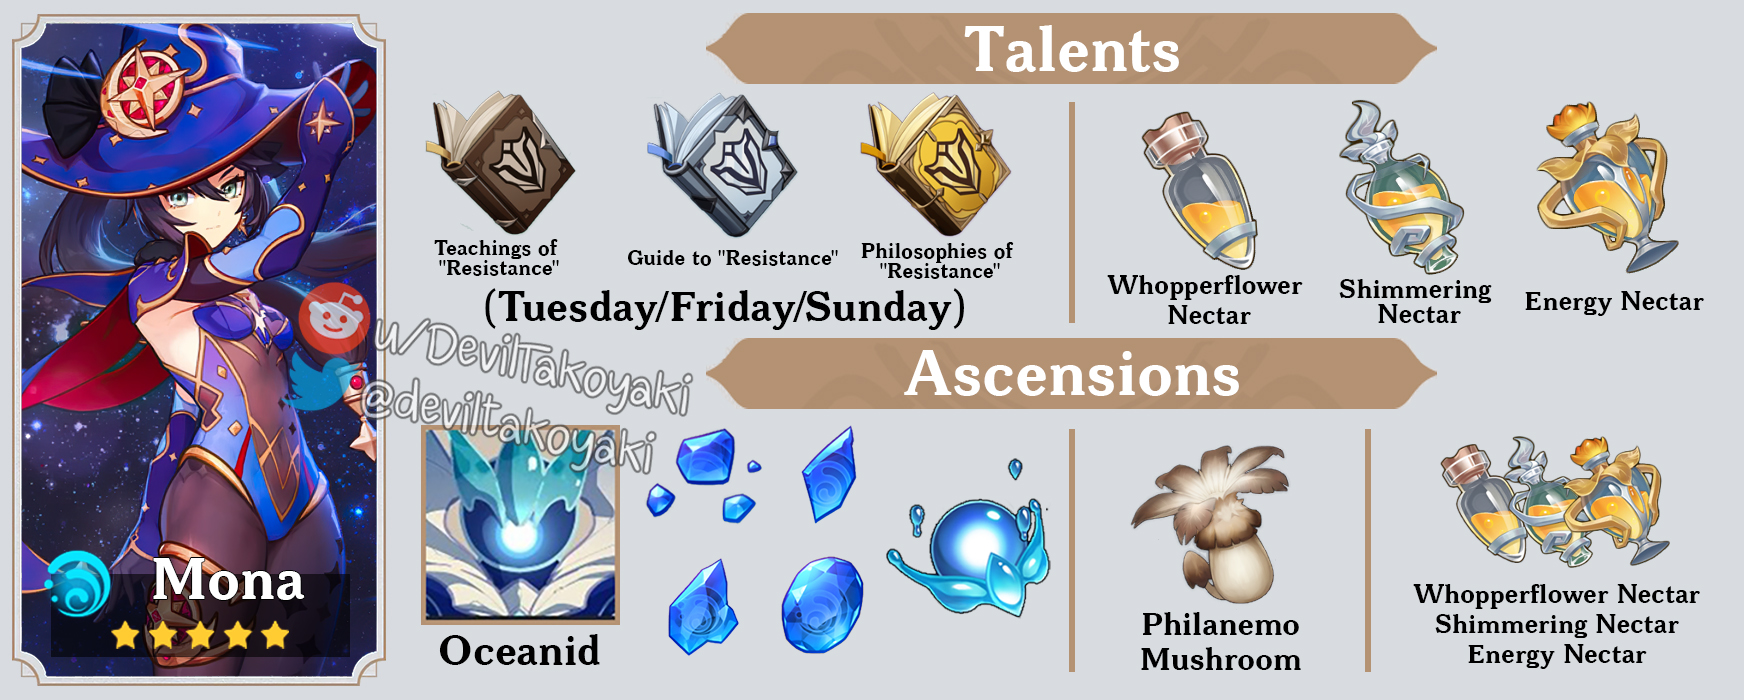 Talents
Teachings of
"Resistance"
Guide to "Resistance"
Philosophies of
"Resistance"
(Tuesday/Friday/Sunday)
Whopperflower
Nectar
Shimmering
Nectar
Energy Nectar
u/DevilTakoyaki
@deviltakoyaki
Ascensions
Mona
Oceanid
Philanemo
Mushroom
Whopperflower Nectar
Shimmering Nectar
Energy Nectar